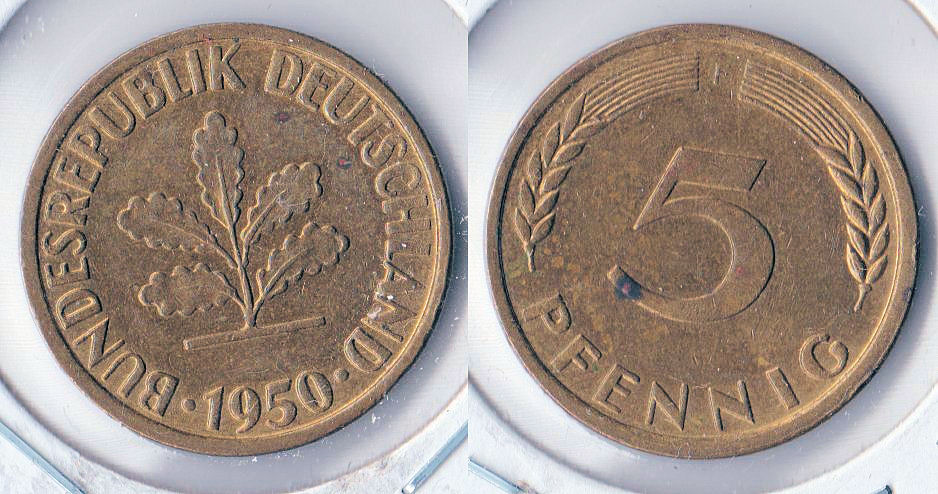 BUNDESREPUBLIK DEUTSCHLAND
· 1950 ·
F
5
PFENNIG